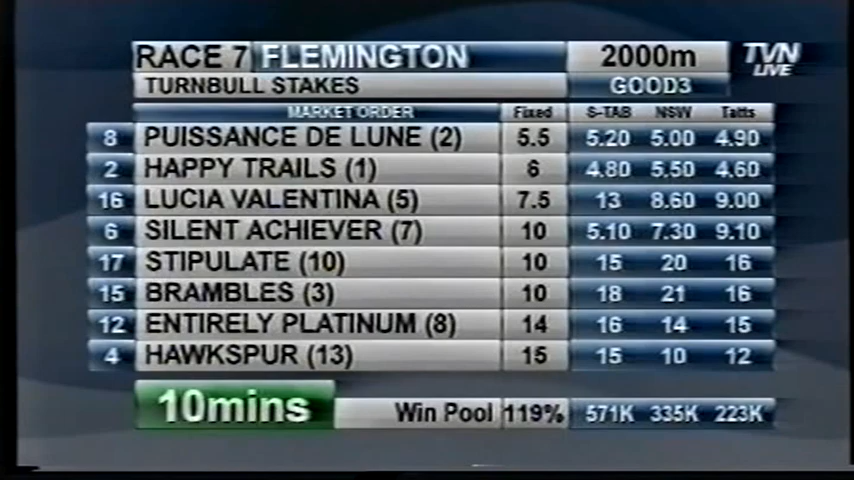 RACE 7 FLEMINGTON 2000m TVN
TURNBULL STAKES GOOD3 LIVE
MARKET ORDER Fixed S-TAB NSW Tatts
8 PUISSANCE DE LUNE (2) 5.5 5.20 5.00 4.90
2 HAPPY TRAILS (1) 6 4.80 5.50 4.60
16 LUCIA VALENTINA (5) 7.5 13 8.60 9.00
6 SILENT ACHIEVER (7) 10 5.10 7.30 9.10
17 STIPULATE (10) 10 15 20 16
15 BRAMBLES (3) 10 18 21 16
12 ENTIRELY PLATINUM (8) 14 16 14 15
4 HAWKSPUR (13) 15 15 10 12
10mins Win Pool 119% 571K 335K 223K